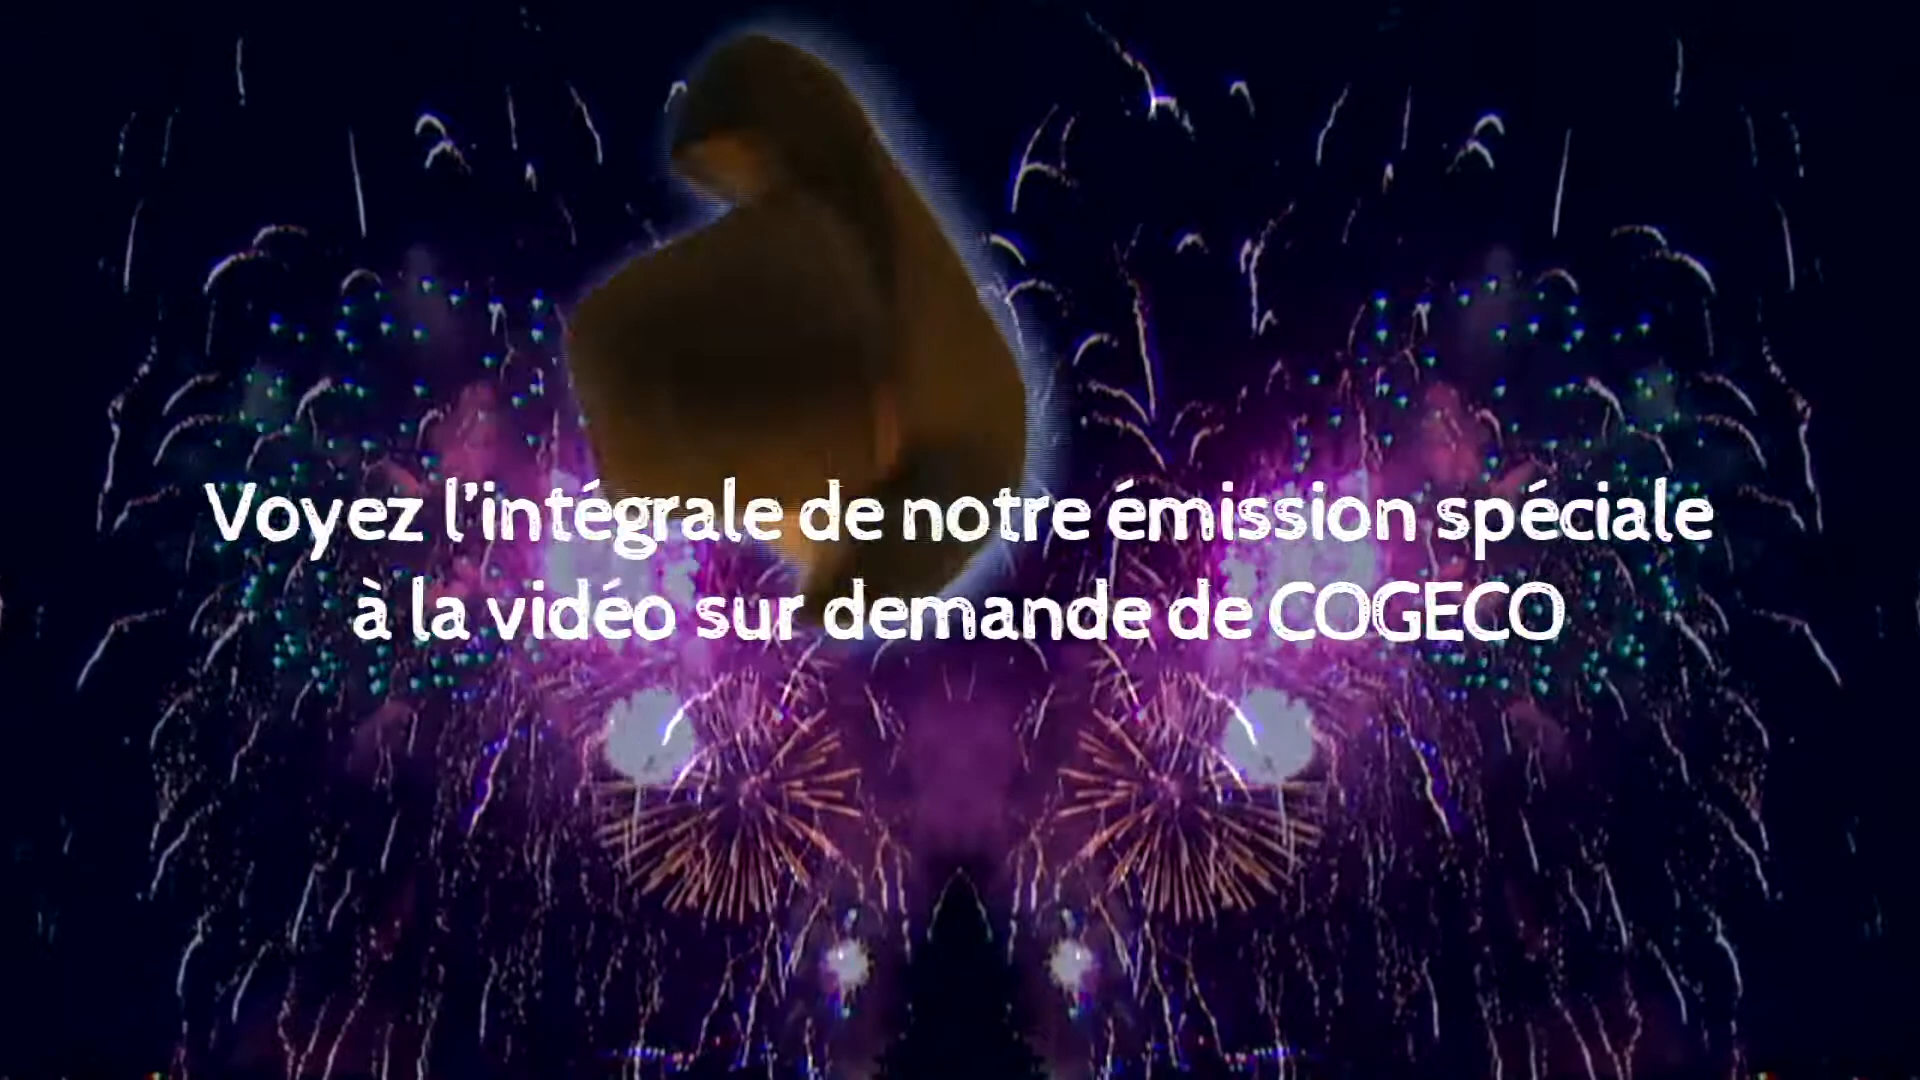 Voyez l'intégrale de notre émission spéciale
à la vidéo sur demande de COGECO